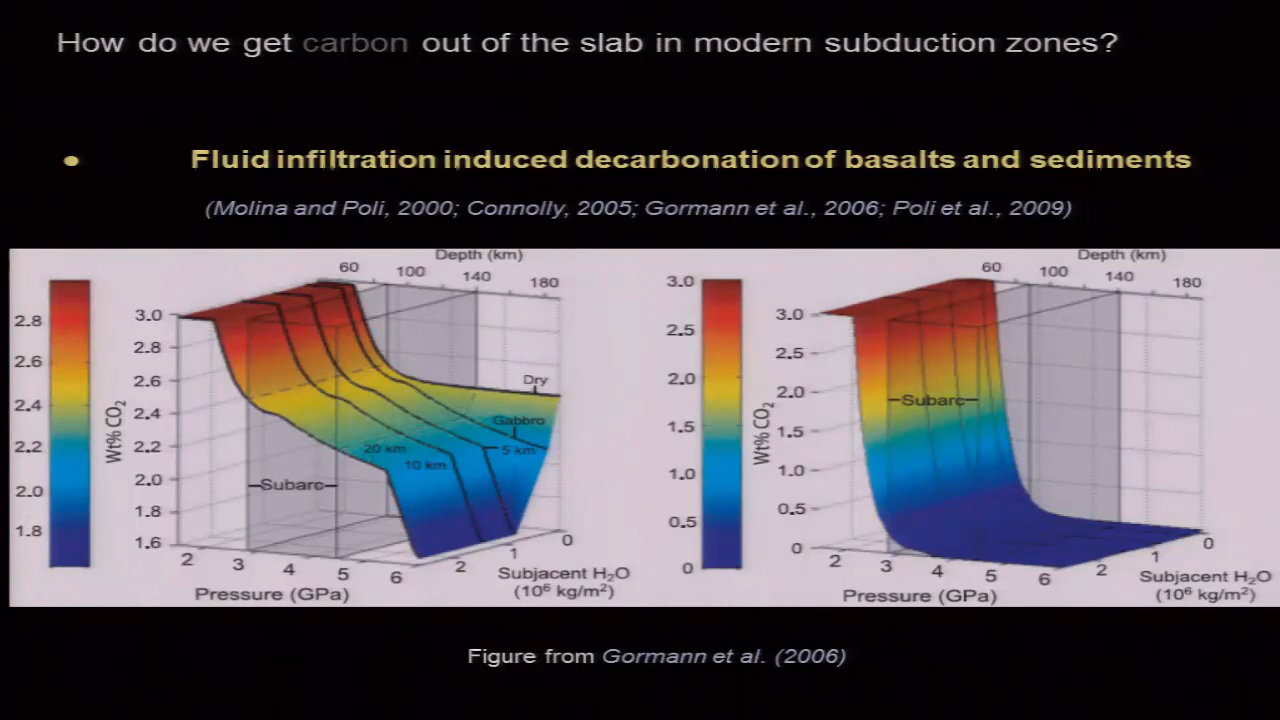 How do we get carbon out of the slab in modern subduction zones?
● Fluid infiltration induced decarbonation of basalts and sediments
(Molina and Poli, 2000; Connolly, 2005; Gormann et al., 2006; Poli et al., 2009)
Depth (km)
60 100 140 180
2.8
2.6
2.4
2.2
2.0
1.8
Wt% CO₂
3.0
2.8
2.6
2.4
2.2
2.0
1.8
1.6
Dry
Gabbro
5 km
20 km
10 km
Subarc
2 3 4 5 6
Pressure (GPa)
2 1 0
Subjacent H₂O
(10⁶ kg/m²)
Depth (km)
60 100 140 180
3.0
2.5
2.0
1.5
1.0
0.5
0
Wt% CO₂
3.0
2.5
2.0
1.5
1.0
0.5
0
Subarc
2 3 4 5 6
Pressure (GPa)
2 1 0
Subjacent H₂O
(10⁶ kg/m²)
Figure from Gormann et al. (2006)